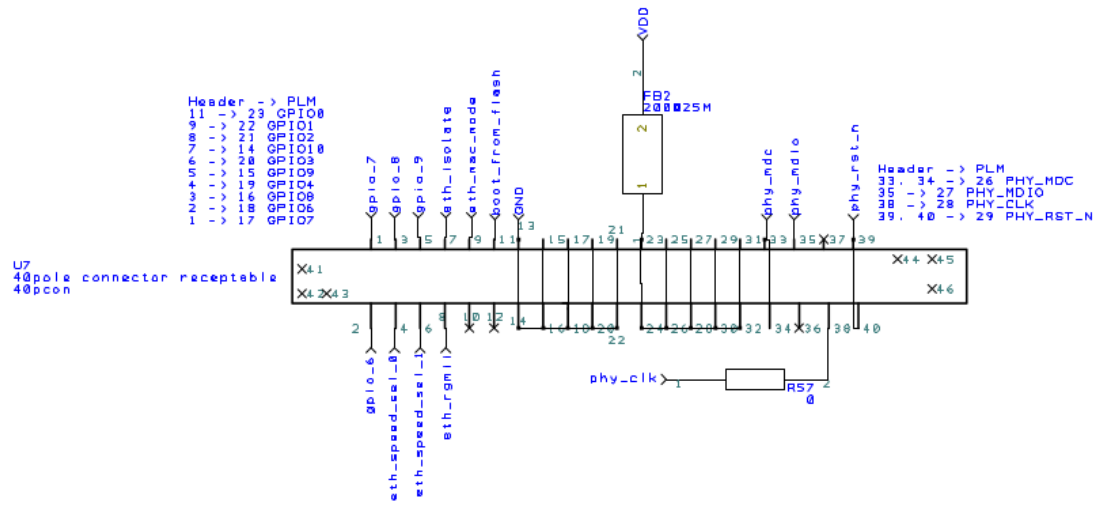 VDD
2
FB2
200@25M
2
1
Header -> PLM
11 -> 23 GPIO0
9 -> 22 GPIO1
8 -> 21 GPIO2
7 -> 14 GPIO10
6 -> 20 GPIO3
5 -> 15 GPIO9
4 -> 19 GPIO4
3 -> 16 GPIO8
2 -> 18 GPIO6
1 -> 17 GPIO7
gpio_7
gpio_8
gpio_9
eth_isolate
eth_mac_mode
boot_from_flash
GND
phy_mdc
phy_mdio
phy_rst_n
Header -> PLM
33, 34 -> 26 PHY_MDC
35 -> 27 PHY_MDIO
38 -> 28 PHY_CLK
39, 40 -> 29 PHY_RST_N
1 3 5 7 9 11 13 15 17 19 21 1 23 25 27 29 31 33 35 37 39
U7
40pole connector receptable
40pcon
41
42 43
44 45
46
2 4 6 8 10 12 14 16 18 20 22 24 26 28 30 32 34 36 38 40
gpio_6
eth_speed_sel_0
eth_speed_sel_1
eth_rgmii
phy_clk
1
R57
0
2